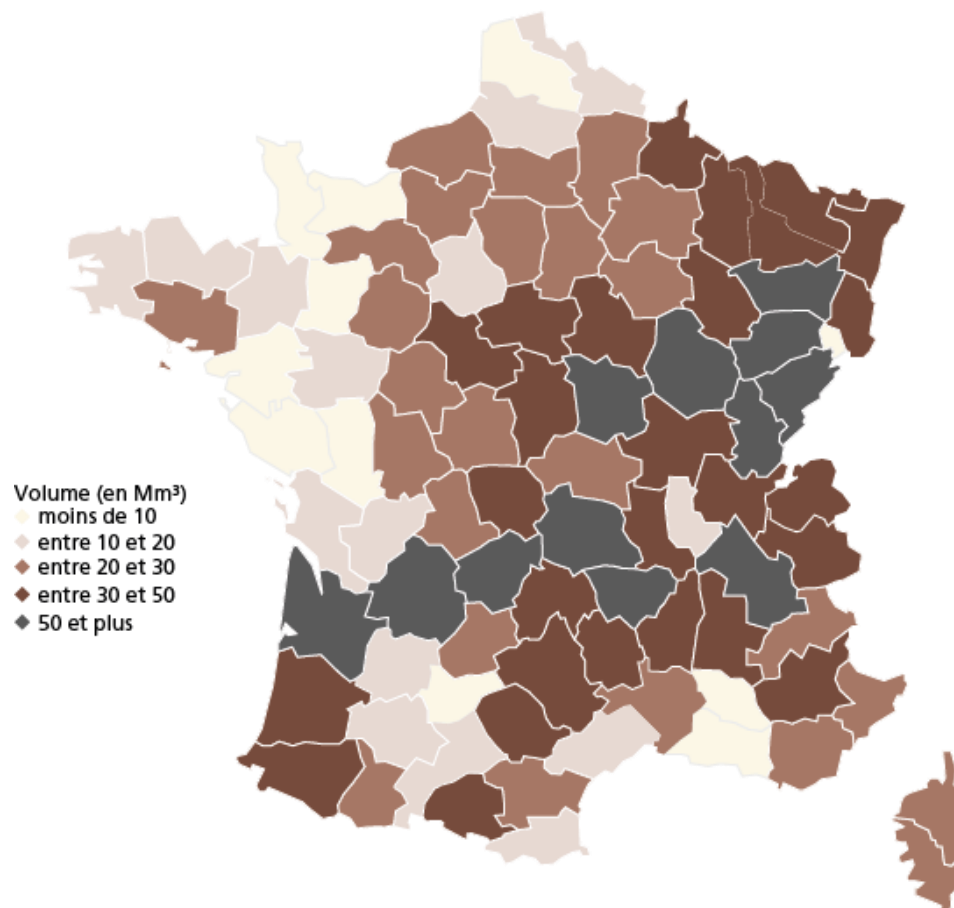 Volume (en Mm³)
moins de 10
entre 10 et 20
entre 20 et 30
entre 30 et 50
50 et plus